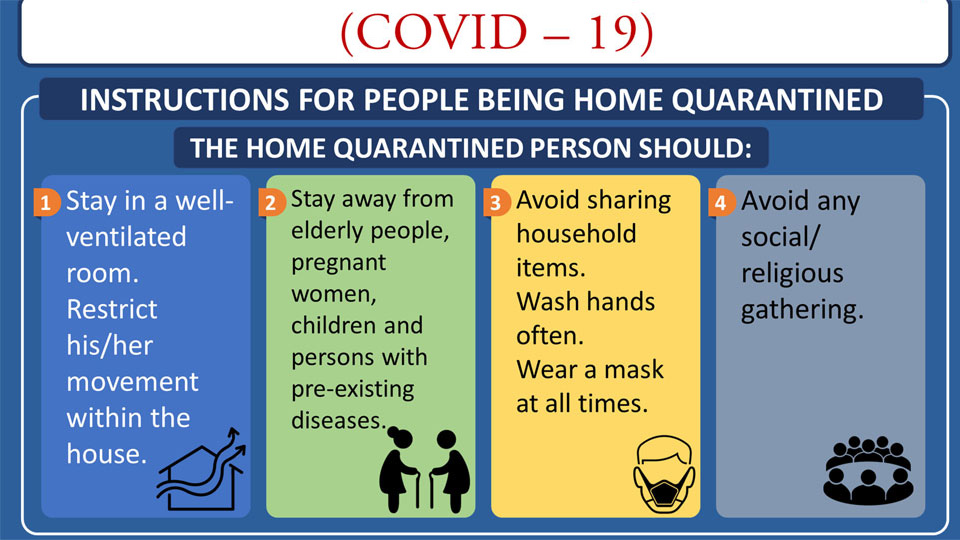 (COVID – 19)
INSTRUCTIONS FOR PEOPLE BEING HOME QUARANTINED
THE HOME QUARANTINED PERSON SHOULD:
1 Stay in a well-
ventilated
room.
Restrict
his/her
movement
within the
house.
2 Stay away from
elderly people,
pregnant
women,
children and
persons with
pre-existing
diseases.
3 Avoid sharing
household
items.
Wash hands
often.
Wear a mask
at all times.
4 Avoid any
social/
religious
gathering.